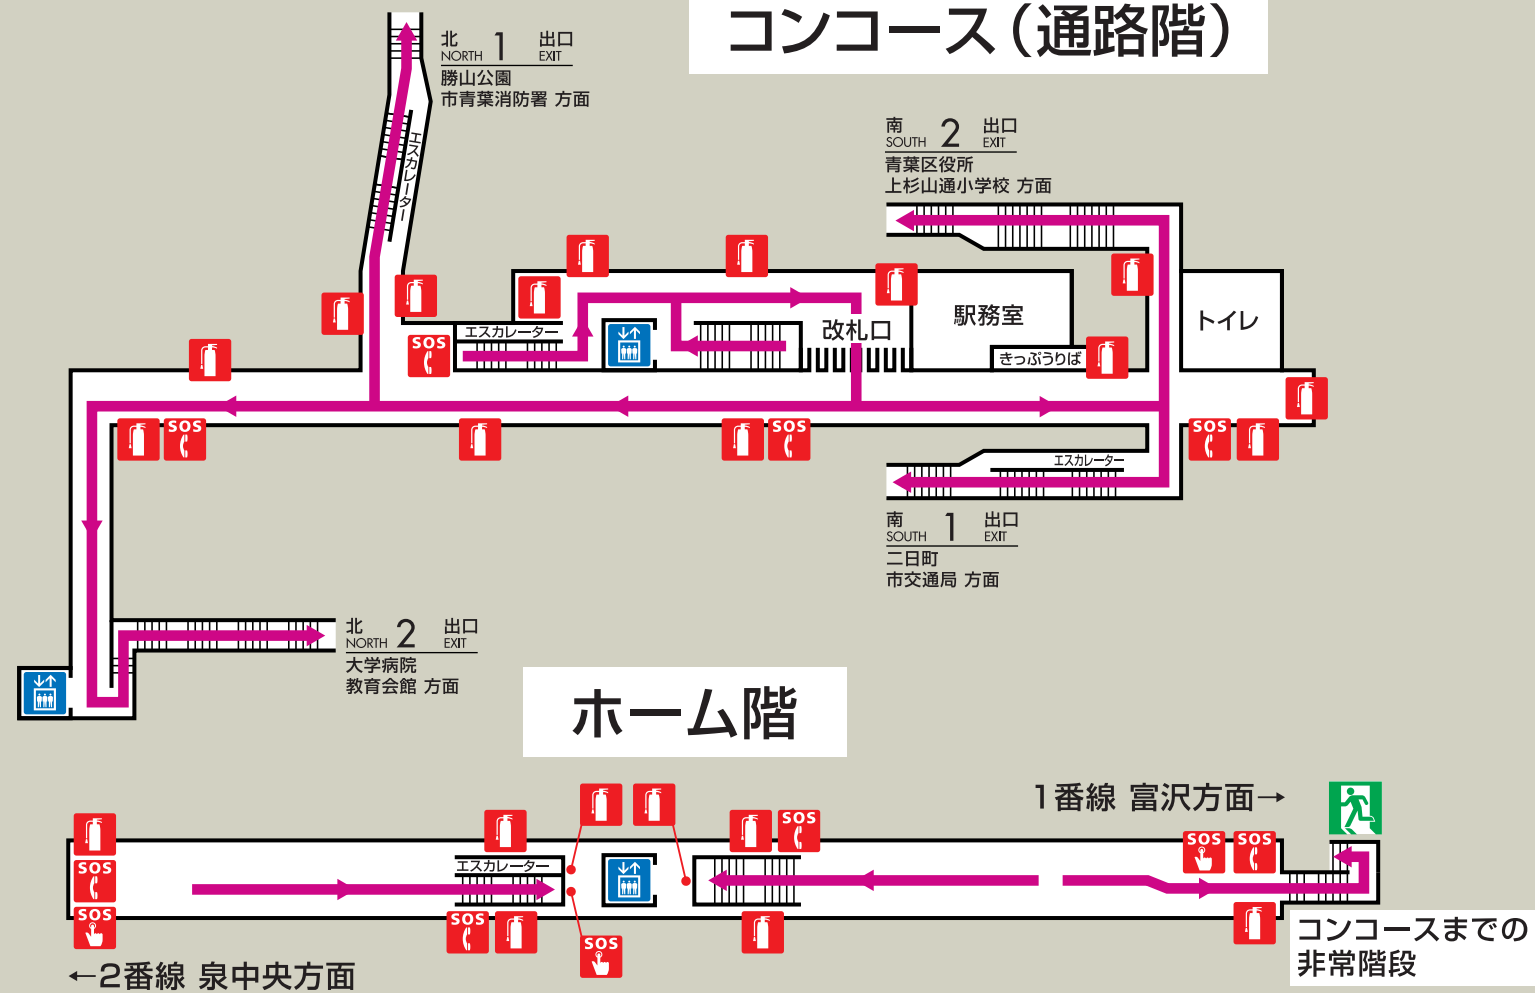 コンコース（通路階）
北 1 出口
NORTH EXIT
勝山公園
市青葉消防署 方面
エスカレーター
南 2 出口
SOUTH EXIT
青葉区役所
上杉山通小学校 方面
エスカレーター
改札口
駅務室
きっぷうりば
トイレ
SOS
SOS
SOS
SOS
エスカレーター
南 1 出口
SOUTH EXIT
二日町
市交通局 方面
北 2 出口
NORTH EXIT
大学病院
教育会館 方面
ホーム階
1番線 富沢方面→
SOS
SOS
SOS
SOS
SOS
エスカレーター
SOS
SOS
コンコースまでの
非常階段
←2番線 泉中央方面